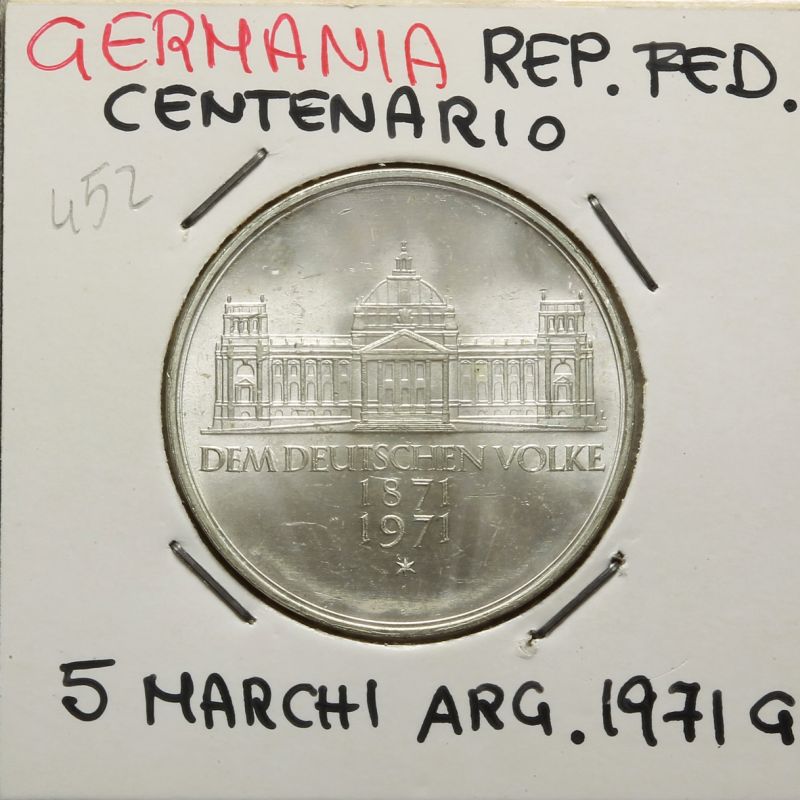 GERMANIA REP. FED.
CENTENARIO
452
DEM DEUTSCHEN VOLKE
1871
1971
5 MARCHI ARG. 1971 G